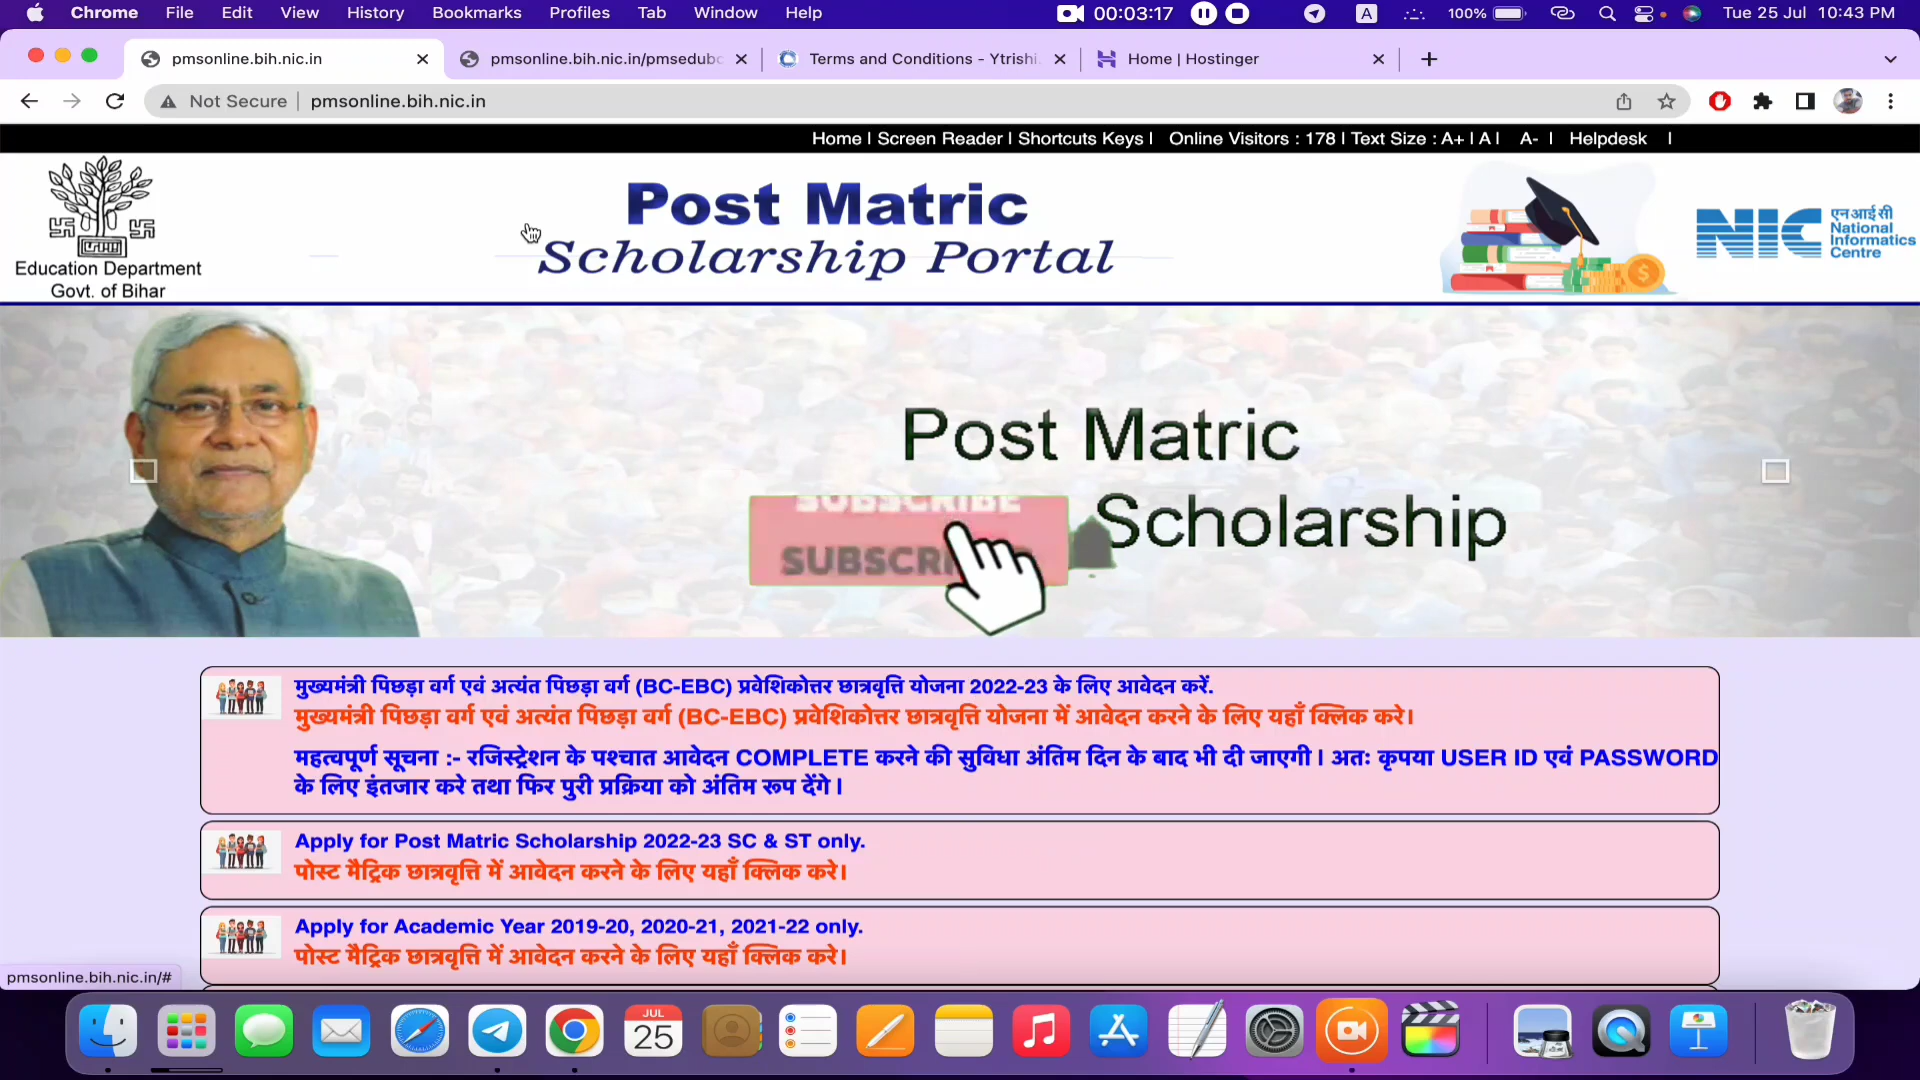 Chrome File Edit View History Bookmarks Profiles Tab Window Help 00:03:17 A 100% Tue 25 Jul 10:43 PM
pmsonline.bih.nic.in pmsonline.bih.nic.in/pmsedubc Terms and Conditions - Ytrishi. Home | Hostinger
Not Secure pmsonline.bih.nic.in
Home | Screen Reader | Shortcuts Keys | Online Visitors : 178 | Text Size : A+ | A | A- | Helpdesk |
Education Department
Govt. of Bihar
Post Matric
Scholarship Portal
NIC
एन आई सी
National
Informatics
Centre
Post Matric
Scholarship
SUBSCRIBE
मुख्यमंत्री पिछड़ा वर्ग एवं अत्यंत पिछड़ा वर्ग (BC-EBC) प्रवेशिकोत्तर छात्रवृत्ति योजना 2022-23 के लिए आवेदन करें.
मुख्यमंत्री पिछड़ा वर्ग एवं अत्यंत पिछड़ा वर्ग (BC-EBC) प्रवेशिकोत्तर छात्रवृत्ति योजना में आवेदन करने के लिए यहाँ क्लिक करे।
महत्वपूर्ण सूचना :- रजिस्ट्रेशन के पश्चात आवेदन COMPLETE करने की सुविधा अंतिम दिन के बाद भी दी जाएगी । अतः कृपया USER ID एवं PASSWORD
के लिए इंतजार करे तथा फिर पुरी प्रक्रिया को अंतिम रूप देंगे ।
Apply for Post Matric Scholarship 2022-23 SC & ST only.
पोस्ट मैट्रिक छात्रवृत्ति में आवेदन करने के लिए यहाँ क्लिक करे।
Apply for Academic Year 2019-20, 2020-21, 2021-22 only.
पोस्ट मैट्रिक छात्रवृत्ति में आवेदन करने के लिए यहाँ क्लिक करे।
pmsonline.bih.nic.in/#
JUL
25